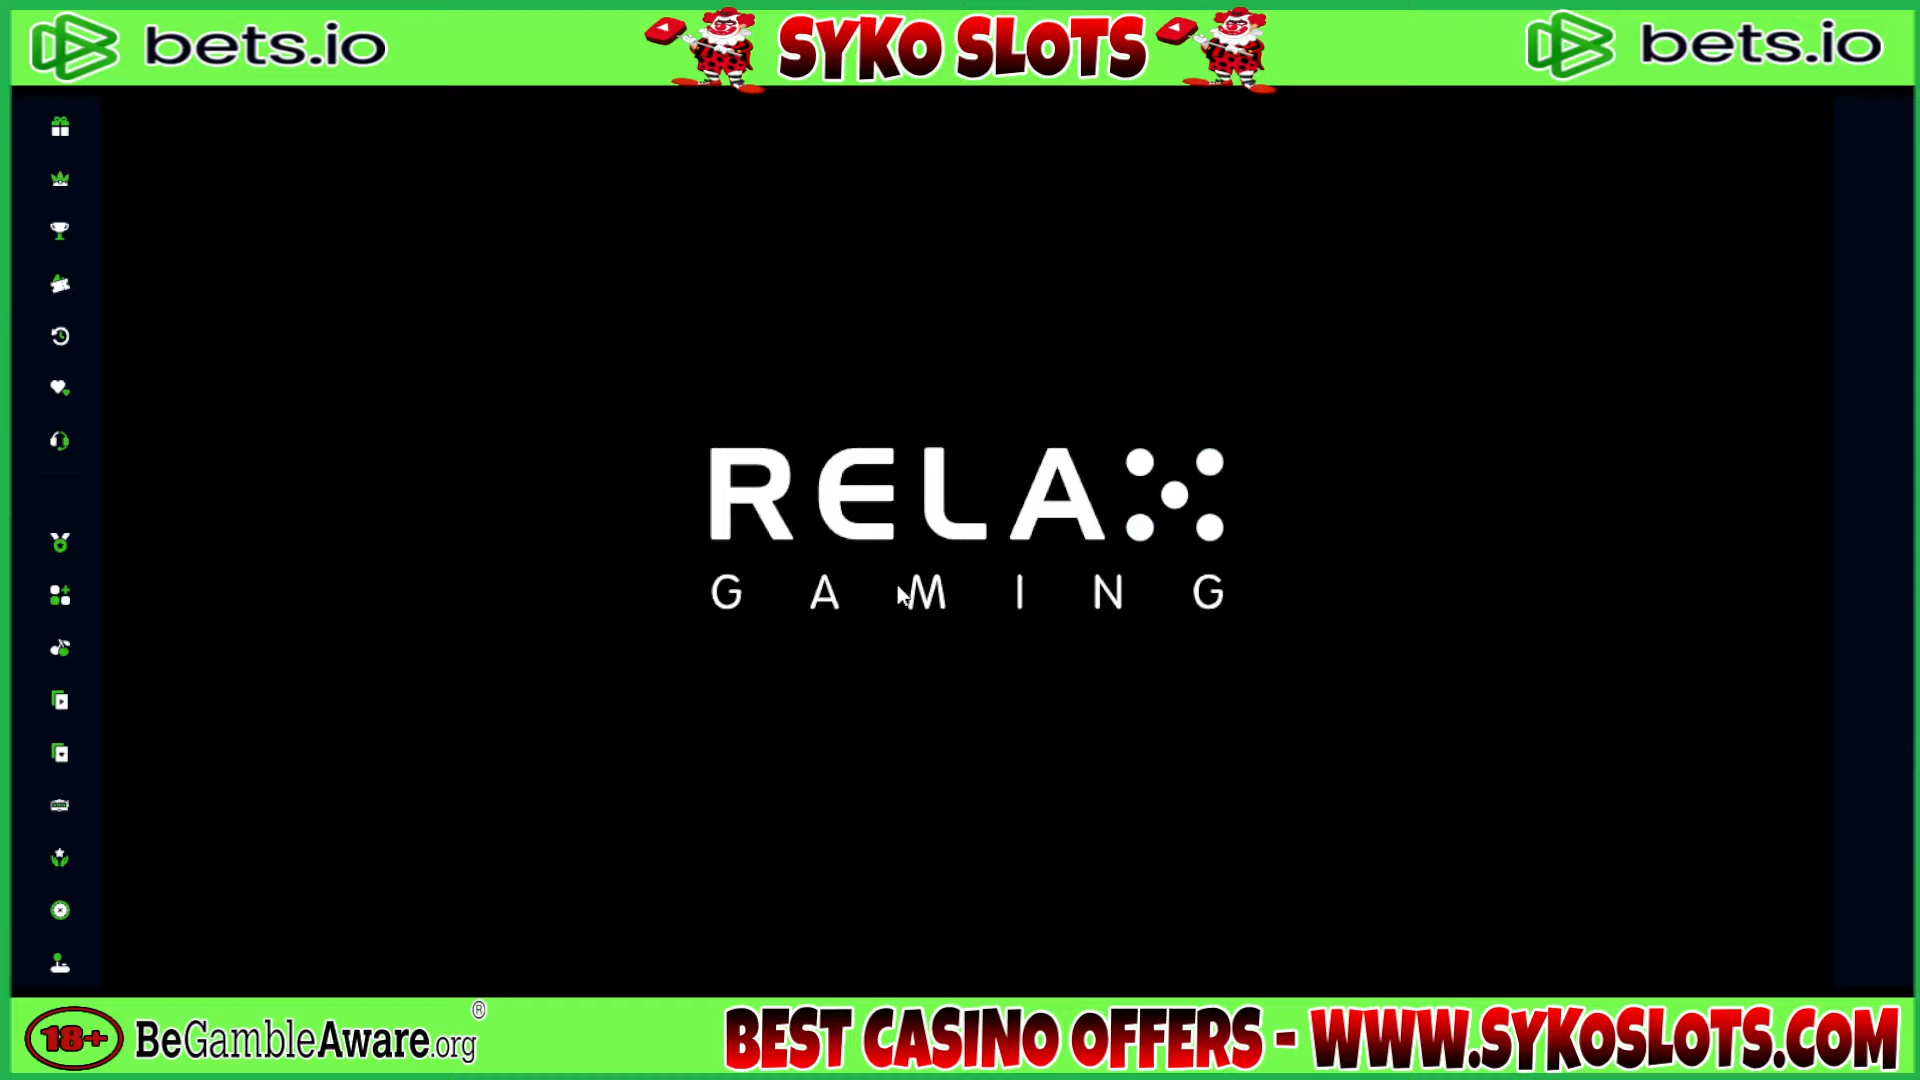 bets.io
SYKO SLOTS
bets.io
RELAX
GAMING
18+ BeGambleAware.org®
BEST CASINO OFFERS - WWW.SYKOSLOTS.COM